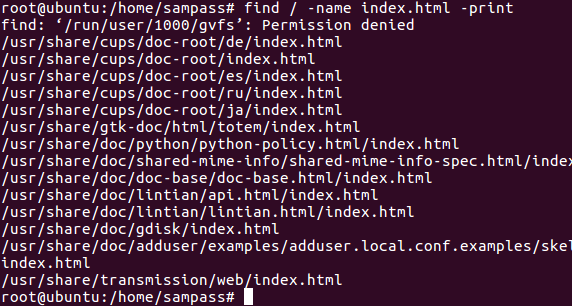 root@ubuntu:/home/sampass# find / -name index.html -print
find: ‘/run/user/1000/gvfs’: Permission denied
/usr/share/cups/doc-root/de/index.html
/usr/share/cups/doc-root/index.html
/usr/share/cups/doc-root/es/index.html
/usr/share/cups/doc-root/ru/index.html
/usr/share/cups/doc-root/ja/index.html
/usr/share/gtk-doc/html/totem/index.html
/usr/share/doc/python/python-policy.html/index.html
/usr/share/doc/shared-mime-info/shared-mime-info-spec.html/index
/usr/share/doc/doc-base/doc-base.html/index.html
/usr/share/doc/lintian/api.html/index.html
/usr/share/doc/lintian/lintian.html/index.html
/usr/share/doc/gdisk/index.html
/usr/share/doc/adduser/examples/adduser.local.conf.examples/skel
index.html
/usr/share/transmission/web/index.html
root@ubuntu:/home/sampass#